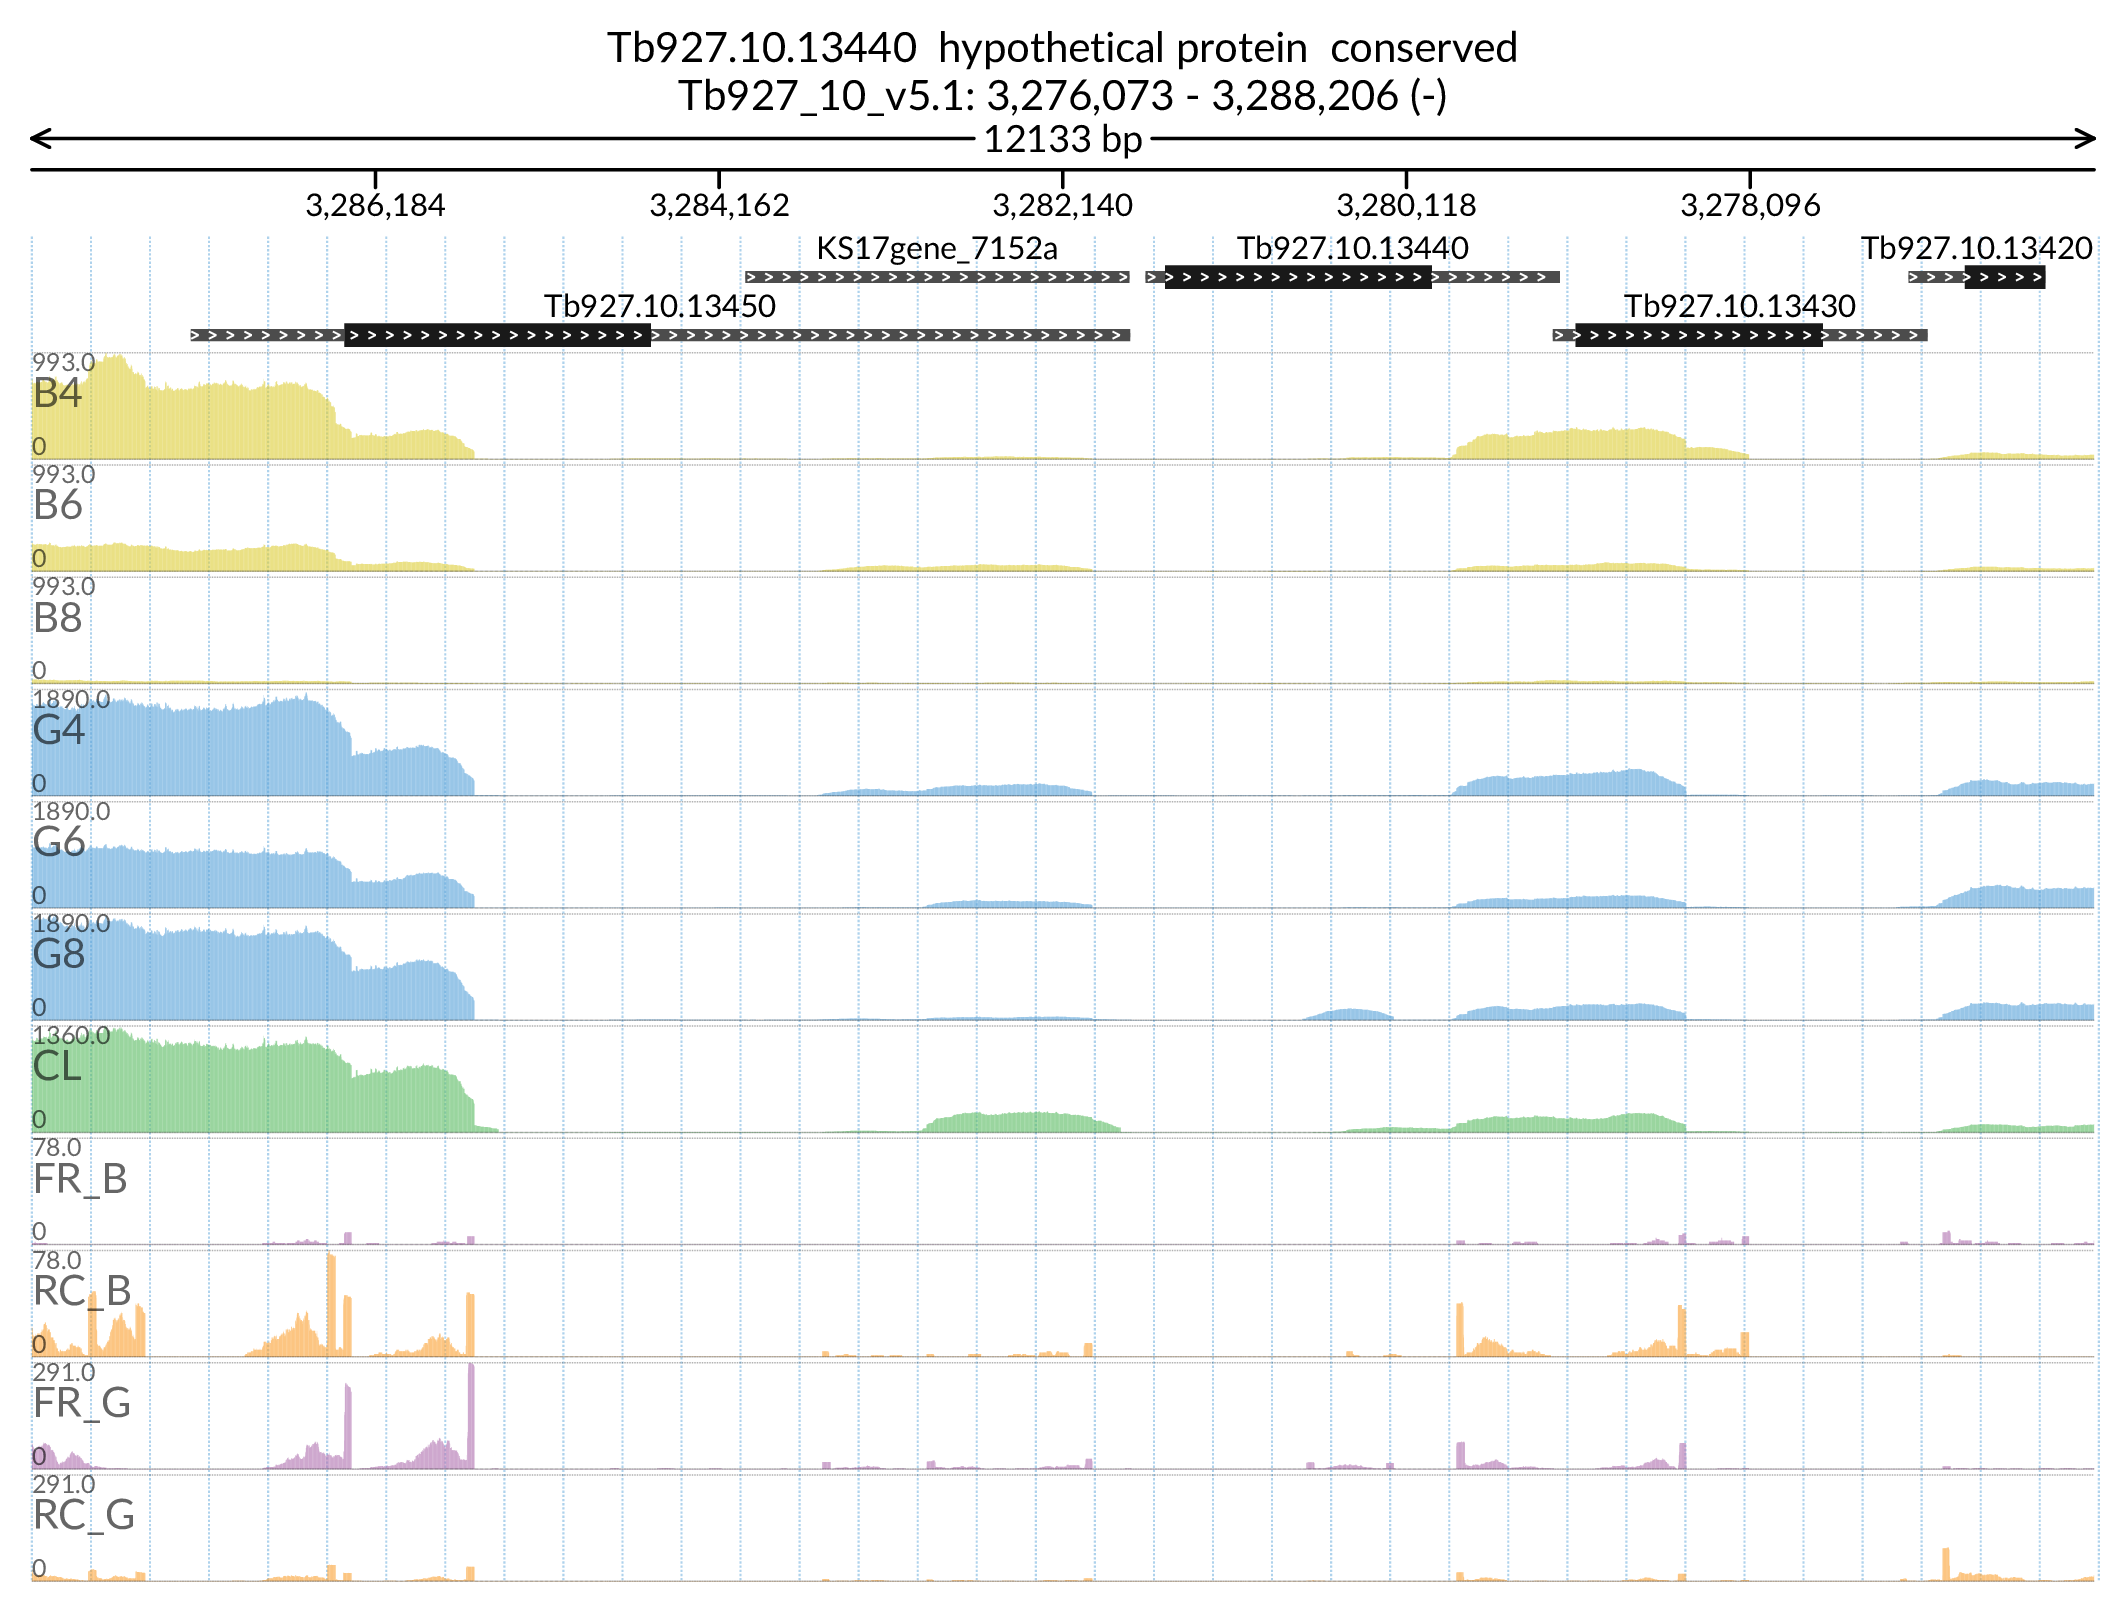 Tb927.10.13440  hypothetical protein  conserved
Tb927_10_v5.1: 3,276,073 - 3,288,206 (-)
12133 bp
3,286,184 3,284,162 3,282,140 3,280,118 3,278,096
KS17gene_7152a Tb927.10.13440 Tb927.10.13420
Tb927.10.13450 Tb927.10.13430
993.0
B4
0
993.0
B6
0
993.0
B8
0
1890.0
G4
0
1890.0
G6
0
1890.0
G8
0
1360.0
CL
0
78.0
FR_B
0
78.0
RC_B
0
291.0
FR_G
0
291.0
RC_G
0